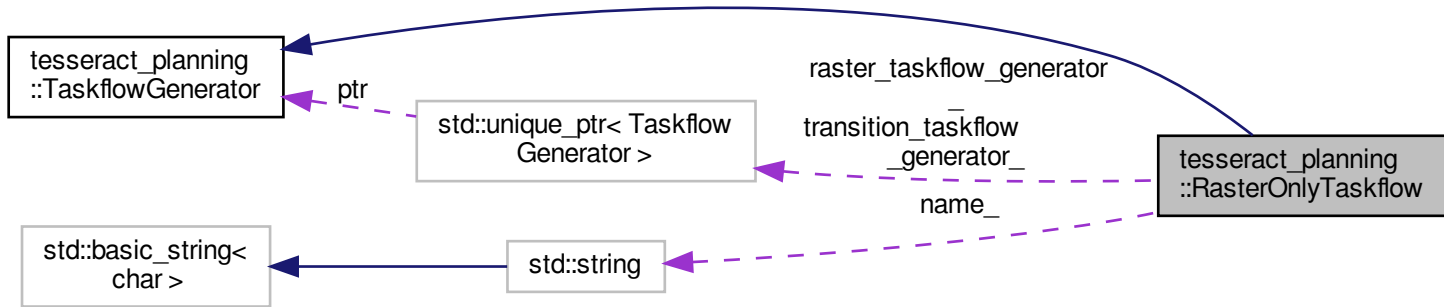 tesseract_planning
::TaskflowGenerator
ptr
std::unique_ptr< Taskflow
Generator >
raster_taskflow_generator
_
transition_taskflow
_generator_
name_
tesseract_planning
::RasterOnlyTaskflow
std::basic_string<
char >
std::string